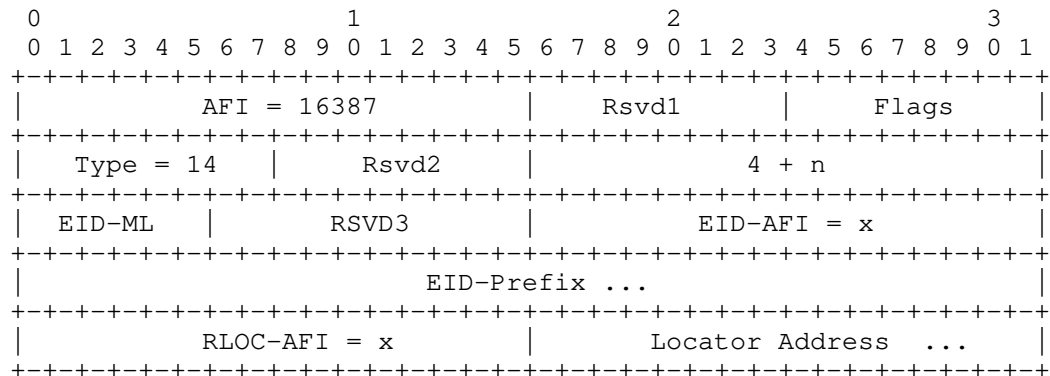 0                   1                   2                   3
 0 1 2 3 4 5 6 7 8 9 0 1 2 3 4 5 6 7 8 9 0 1 2 3 4 5 6 7 8 9 0 1
+-+-+-+-+-+-+-+-+-+-+-+-+-+-+-+-+-+-+-+-+-+-+-+-+-+-+-+-+-+-+-+-+
|           AFI = 16387         |     Rsvd1     |     Flags     |
+-+-+-+-+-+-+-+-+-+-+-+-+-+-+-+-+-+-+-+-+-+-+-+-+-+-+-+-+-+-+-+-+
|   Type = 14   |     Rsvd2     |             4 + n             |
+-+-+-+-+-+-+-+-+-+-+-+-+-+-+-+-+-+-+-+-+-+-+-+-+-+-+-+-+-+-+-+-+
|  EID-ML   |       RSVD3       |          EID-AFI = x          |
+-+-+-+-+-+-+-+-+-+-+-+-+-+-+-+-+-+-+-+-+-+-+-+-+-+-+-+-+-+-+-+-+
|                         EID-Prefix ...                        |
+-+-+-+-+-+-+-+-+-+-+-+-+-+-+-+-+-+-+-+-+-+-+-+-+-+-+-+-+-+-+-+-+
|           RLOC-AFI = x        |       Locator Address  ...    |
+-+-+-+-+-+-+-+-+-+-+-+-+-+-+-+-+-+-+-+-+-+-+-+-+-+-+-+-+-+-+-+-+